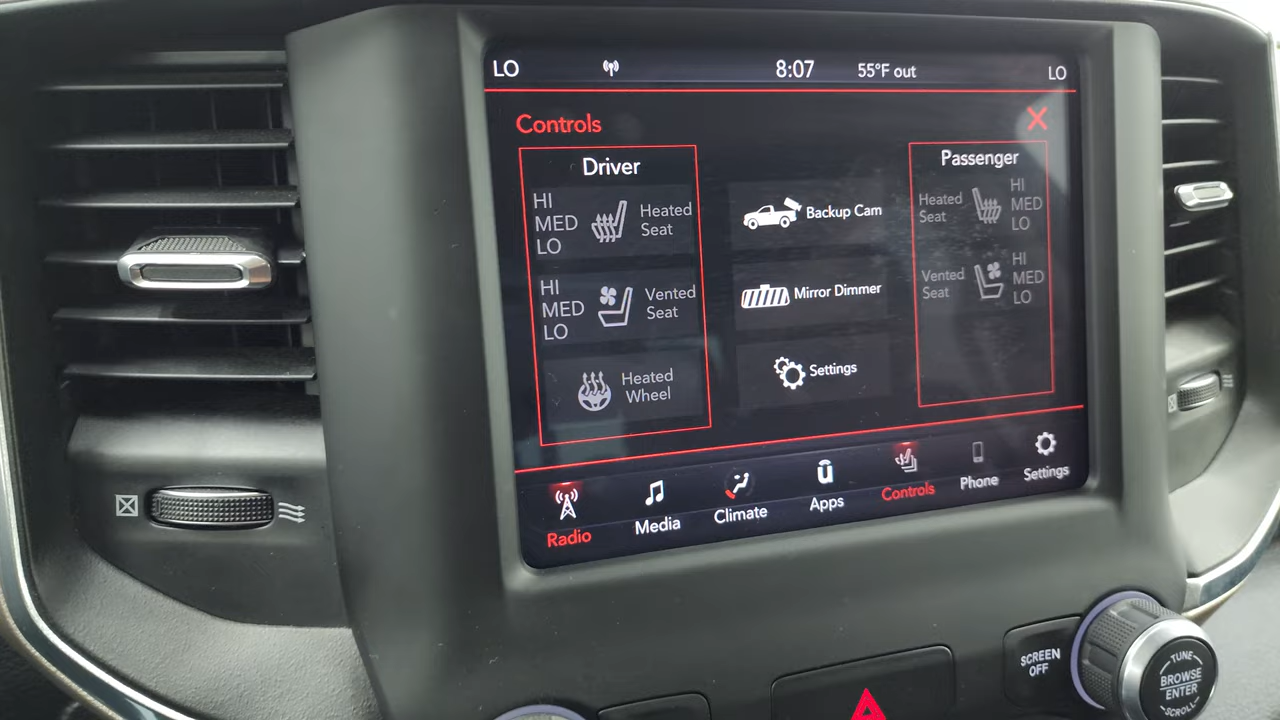 LO 8:07 55°F out LO
Controls
Driver
HI
MED
LO
Heated
Seat
HI
MED
LO
Vented
Seat
Heated
Wheel
Backup Cam
Mirror Dimmer
Settings
Passenger
Heated
Seat
HI
MED
LO
Vented
Seat
HI
MED
LO
Radio
Media
Climate
Apps
Controls
Phone
Settings
SCREEN
OFF
TUNE
BROWSE
ENTER
SCROLL